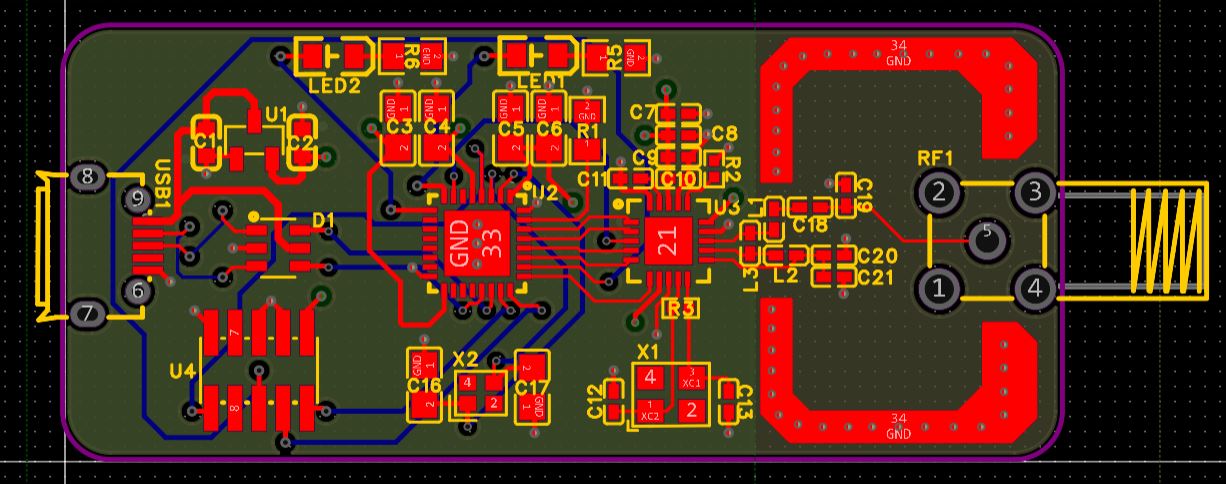 34
GND
LED2
1
R6
GND
2
LED1
1
R5
GND
2
C1
U1
C2
GND
1
C3
2
GND
1
C4
2
GND
1
C5
2
GND
1
C6
2
2
GND
R1
1
C7
C8
C9
C10
C11
R2
RF1
8
USB1
9
6
7
D1
U2
GND
33
U3
21
L1
C18
C19
L3
L2
C20
C21
2
3
5
1
4
R3
U4
7
8
GND
1
C16
2
X2
4
2
2
C17
GND
X1
4
3
XC1
1
XC2
2
C12
C13
34
GND